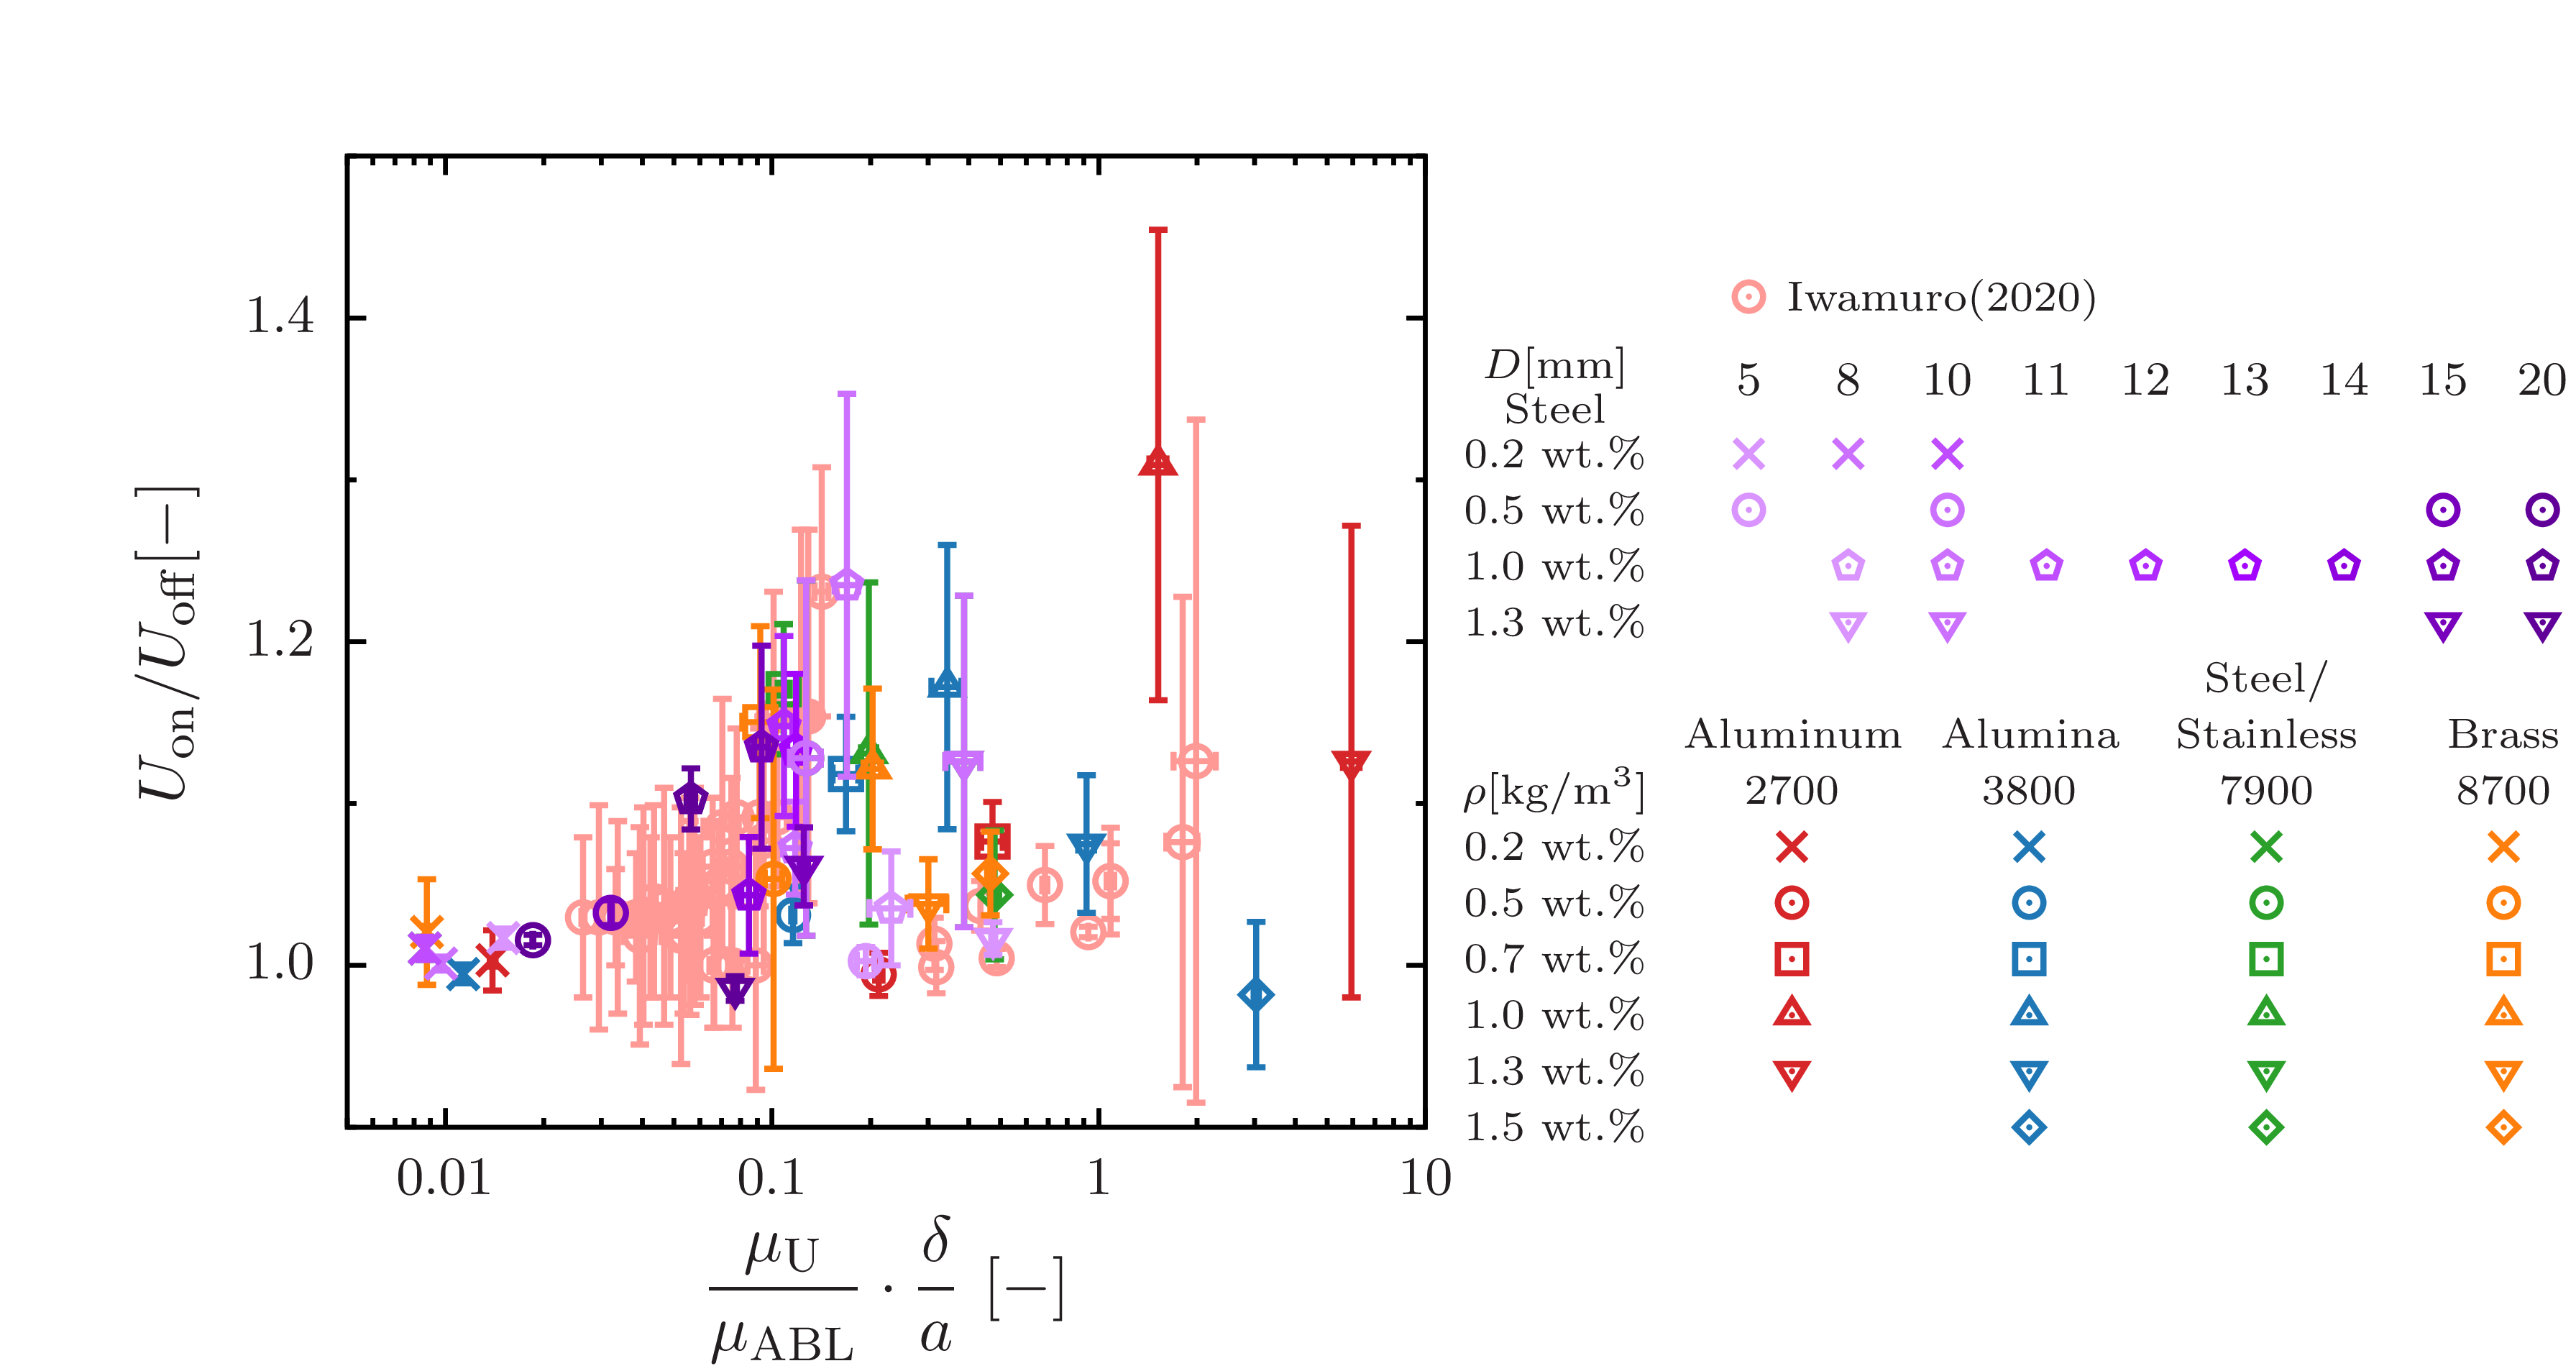 1.4
1.2
1.0
U_on/U_off[−]
0.01 0.1 1 10
μ_U/μ_ABL · δ/a [−]
Iwamuro(2020)
D[mm] 5 8 10 11 12 13 14 15 20
Steel
0.2 wt.%
0.5 wt.%
1.0 wt.%
1.3 wt.%
Steel/
Aluminum Alumina Stainless Brass
ρ[kg/m³] 2700 3800 7900 8700
0.2 wt.%
0.5 wt.%
0.7 wt.%
1.0 wt.%
1.3 wt.%
1.5 wt.%